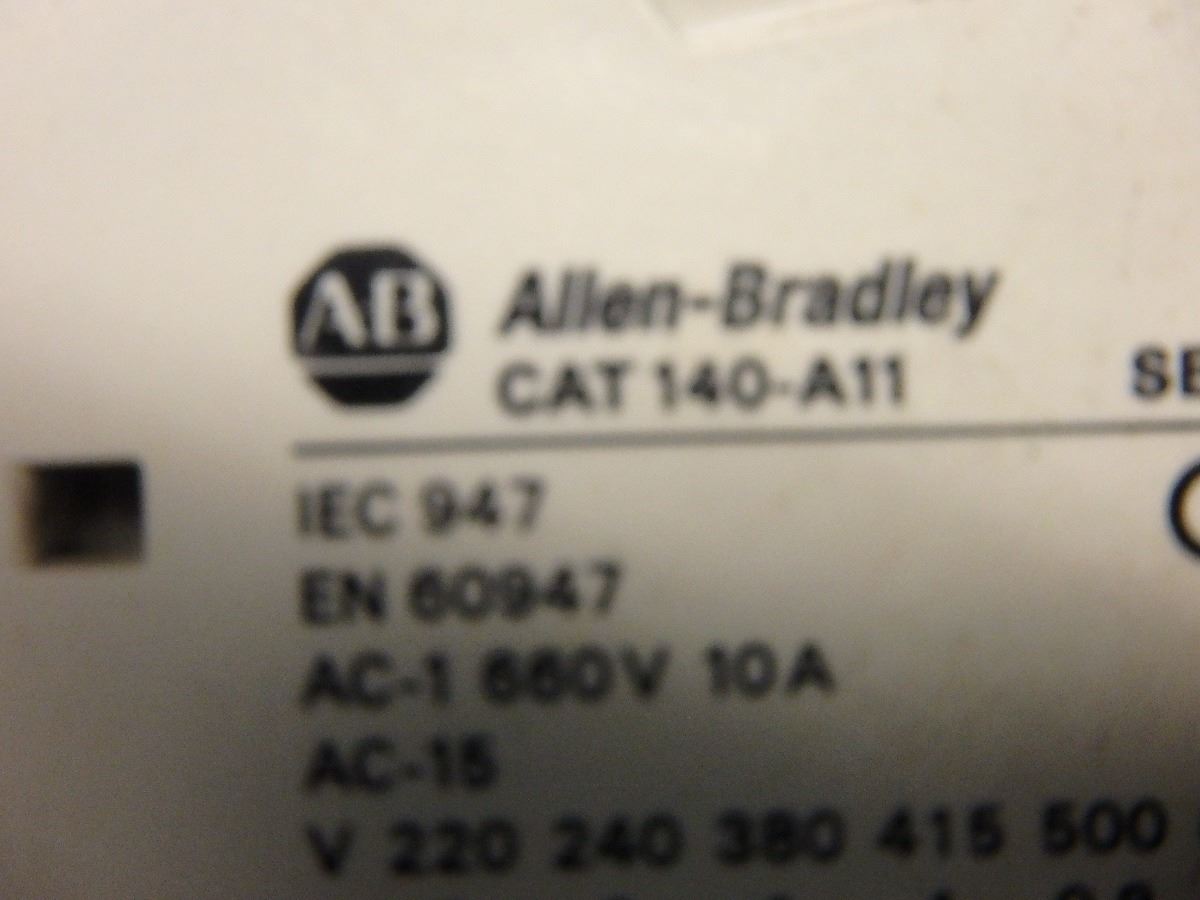 AB Allen-Bradley
CAT 140-A11
IEC 947
EN 60947
AC-1 660V 10A
AC-15
V 220 240 380 415 500